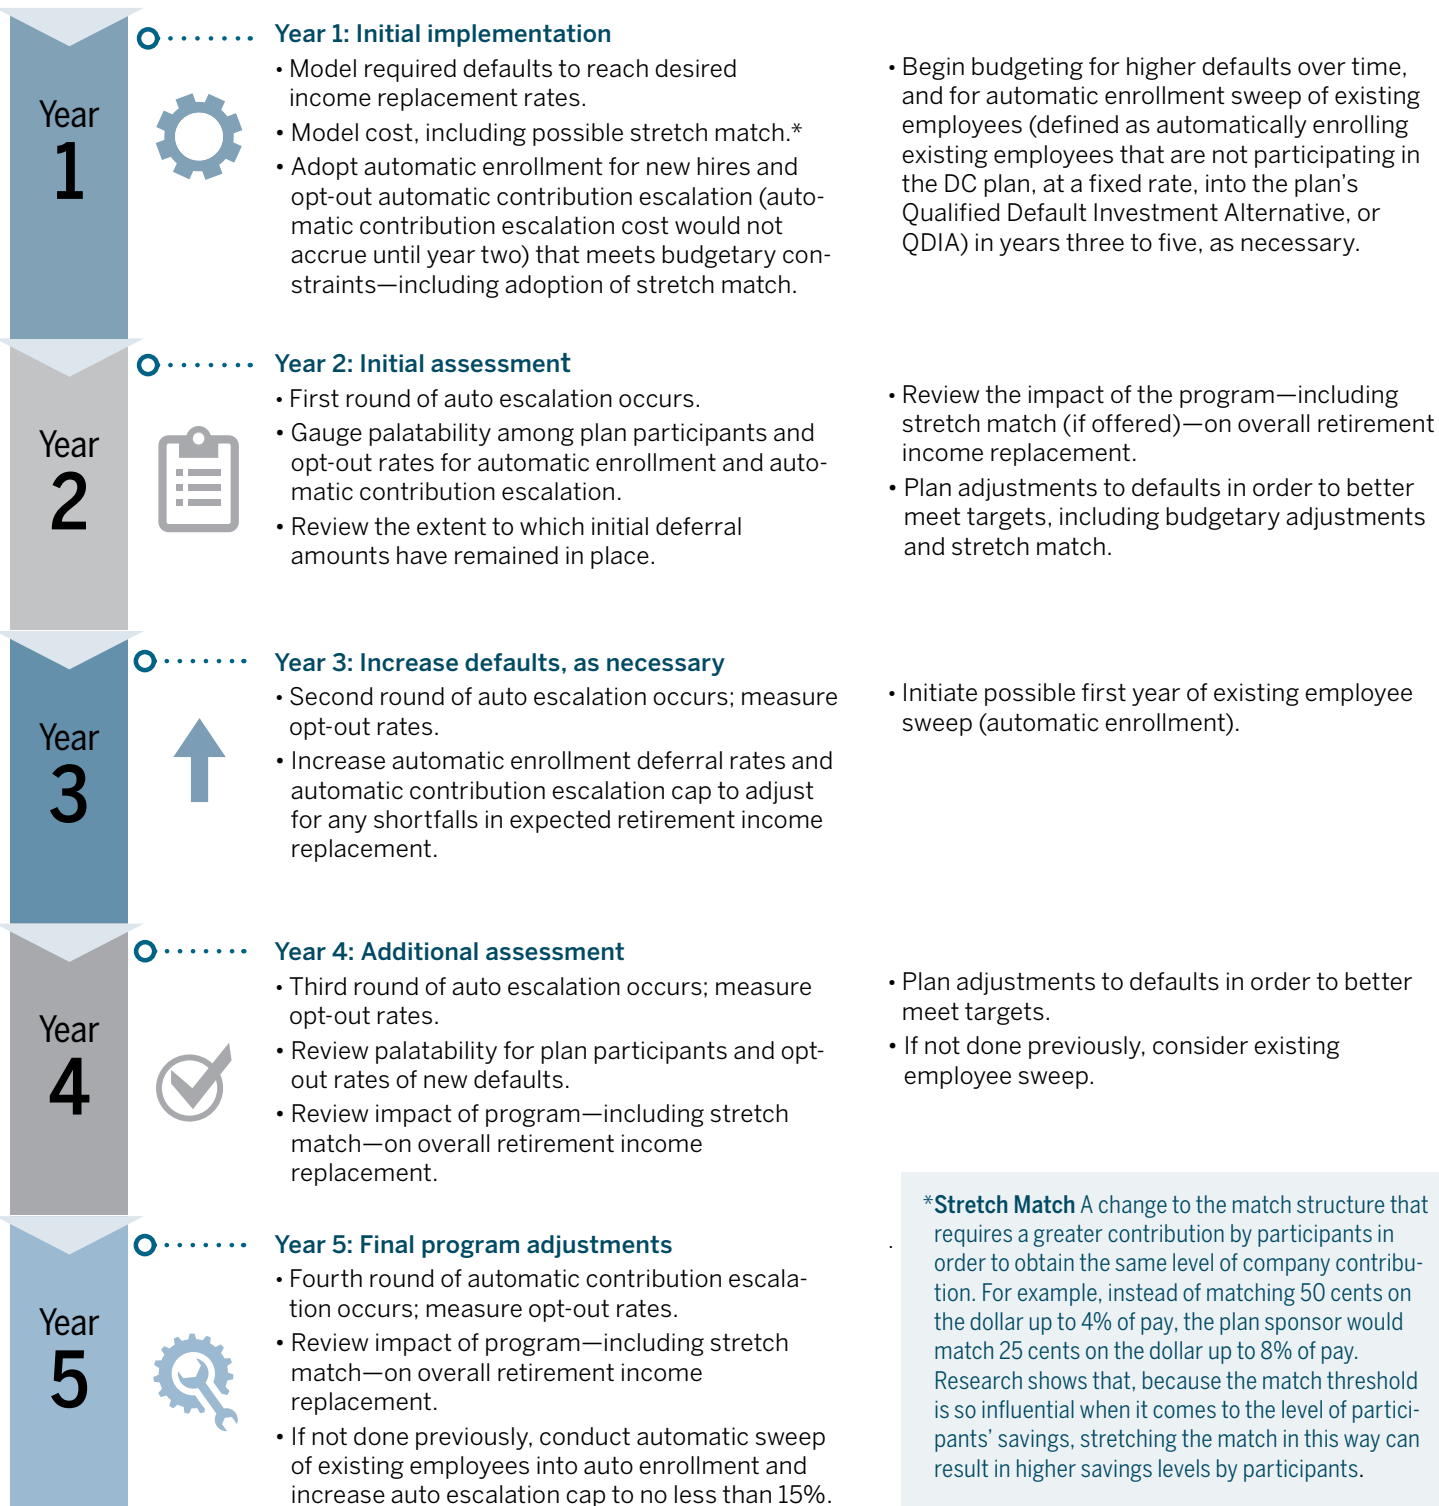 Year
1
Year 1: Initial implementation
• Model required defaults to reach desired
income replacement rates.
• Model cost, including possible stretch match.*
• Adopt automatic enrollment for new hires and
opt-out automatic contribution escalation (auto-
matic contribution escalation cost would not
accrue until year two) that meets budgetary con-
straints—including adoption of stretch match.
• Begin budgeting for higher defaults over time,
and for automatic enrollment sweep of existing
employees (defined as automatically enrolling
existing employees that are not participating in
the DC plan, at a fixed rate, into the plan’s
Qualified Default Investment Alternative, or
QDIA) in years three to five, as necessary.
Year
2
Year 2: Initial assessment
• First round of auto escalation occurs.
• Gauge palatability among plan participants and
opt-out rates for automatic enrollment and auto-
matic contribution escalation.
• Review the extent to which initial deferral
amounts have remained in place.
• Review the impact of the program—including
stretch match (if offered)—on overall retirement
income replacement.
• Plan adjustments to defaults in order to better
meet targets, including budgetary adjustments
and stretch match.
Year
3
Year 3: Increase defaults, as necessary
• Second round of auto escalation occurs; measure
opt-out rates.
• Increase automatic enrollment deferral rates and
automatic contribution escalation cap to adjust
for any shortfalls in expected retirement income
replacement.
• Initiate possible first year of existing employee
sweep (automatic enrollment).
Year
4
Year 4: Additional assessment
• Third round of auto escalation occurs; measure
opt-out rates.
• Review palatability for plan participants and opt-
out rates of new defaults.
• Review impact of program—including stretch
match—on overall retirement income
replacement.
• Plan adjustments to defaults in order to better
meet targets.
• If not done previously, consider existing
employee sweep.
Year
5
Year 5: Final program adjustments
• Fourth round of automatic contribution escala-
tion occurs; measure opt-out rates.
• Review impact of program—including stretch
match—on overall retirement income
replacement.
• If not done previously, conduct automatic sweep
of existing employees into auto enrollment and
increase auto escalation cap to no less than 15%.
.
*Stretch Match A change to the match structure that
requires a greater contribution by participants in
order to obtain the same level of company contribu-
tion. For example, instead of matching 50 cents on
the dollar up to 4% of pay, the plan sponsor would
match 25 cents on the dollar up to 8% of pay.
Research shows that, because the match threshold
is so influential when it comes to the level of partici-
pants’ savings, stretching the match in this way can
result in higher savings levels by participants.